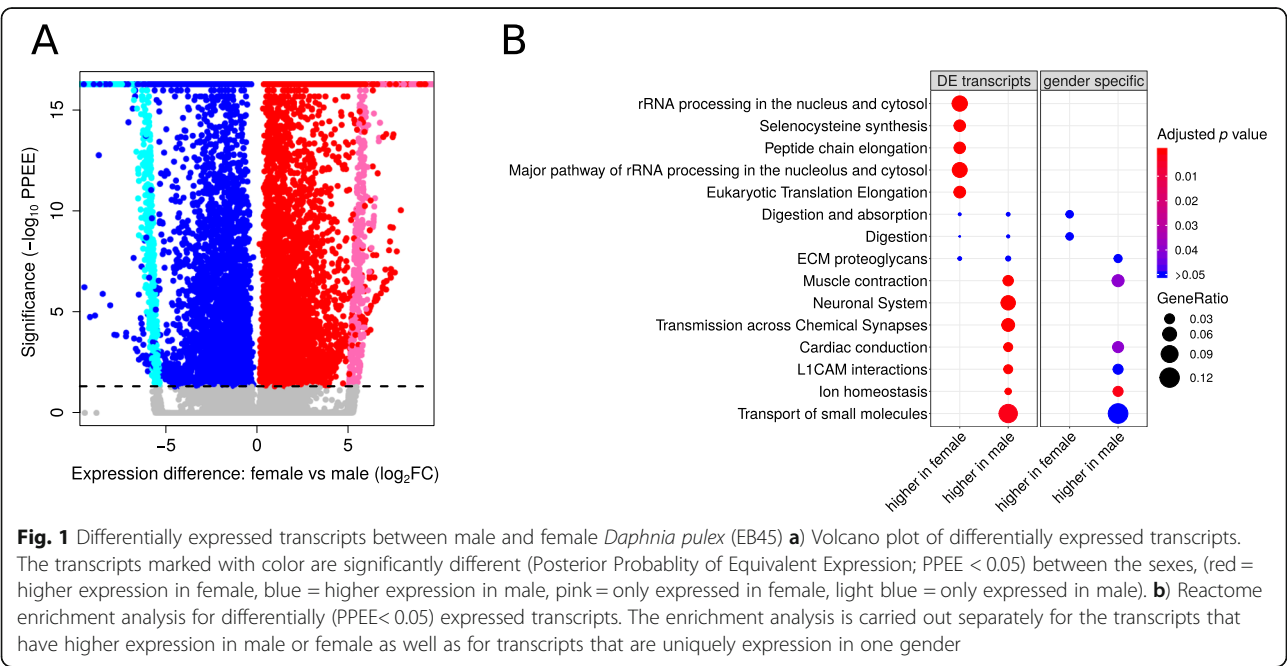 A
Significance (−log10 PPEE)
15
10
5
0
−5 0 5
Expression difference: female vs male (log2FC)
B
DE transcripts gender specific
rRNA processing in the nucleus and cytosol
Selenocysteine synthesis
Peptide chain elongation
Major pathway of rRNA processing in the nucleolus and cytosol
Eukaryotic Translation Elongation
Digestion and absorption
Digestion
ECM proteoglycans
Muscle contraction
Neuronal System
Transmission across Chemical Synapses
Cardiac conduction
L1CAM interactions
Ion homeostasis
Transport of small molecules
higher in female
higher in male
higher in female
higher in male
Adjusted p value
0.01
0.02
0.03
0.04
>0.05
GeneRatio
0.03
0.06
0.09
0.12
Fig. 1 Differentially expressed transcripts between male and female Daphnia pulex (EB45) a) Volcano plot of differentially expressed transcripts.
The transcripts marked with color are significantly different (Posterior Probablity of Equivalent Expression; PPEE < 0.05) between the sexes, (red =
higher expression in female, blue = higher expression in male, pink = only expressed in female, light blue = only expressed in male). b) Reactome
enrichment analysis for differentially (PPEE< 0.05) expressed transcripts. The enrichment analysis is carried out separately for the transcripts that
have higher expression in male or female as well as for transcripts that are uniquely expression in one gender